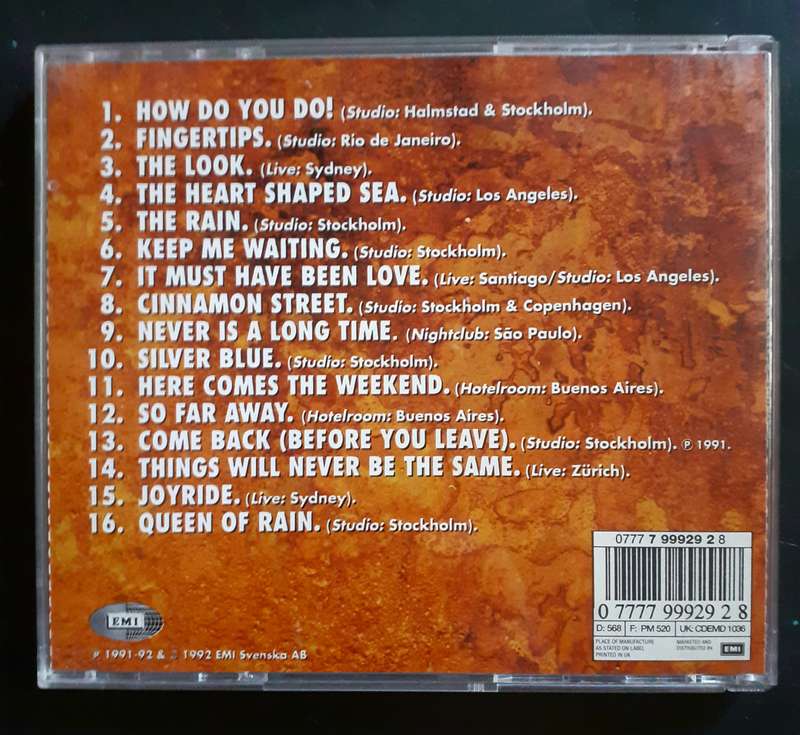 1. HOW DO YOU DO! (Studio: Halmstad & Stockholm).
2. FINGERTIPS. (Studio: Rio de Janeiro).
3. THE LOOK. (Live: Sydney).
4. THE HEART SHAPED SEA. (Studio: Los Angeles).
5. THE RAIN. (Studio: Stockholm).
6. KEEP ME WAITING. (Studio: Stockholm).
7. IT MUST HAVE BEEN LOVE. (Live: Santiago/Studio: Los Angeles).
8. CINNAMON STREET. (Studio: Stockholm & Copenhagen).
9. NEVER IS A LONG TIME. (Nightclub: São Paulo).
10. SILVER BLUE. (Studio: Stockholm).
11. HERE COMES THE WEEKEND. (Hotelroom: Buenos Aires).
12. SO FAR AWAY. (Hotelroom: Buenos Aires).
13. COME BACK (BEFORE YOU LEAVE). (Studio: Stockholm). ℗ 1991.
14. THINGS WILL NEVER BE THE SAME. (Live: Zürich).
15. JOYRIDE. (Live: Sydney).
16. QUEEN OF RAIN. (Studio: Stockholm).
0777 7 99929 2 8
0 77779 99929 2 8
D: 568 F: PM 520 UK: CDEMD 1036
PLACE OF MANUFACTURE
AS STATED ON LABEL
PRINTED IN UK
MARKETED AND
DISTRIBUTED BY
EMI
EMI
℗ 1991-92 & © 1992 EMI Svenska AB